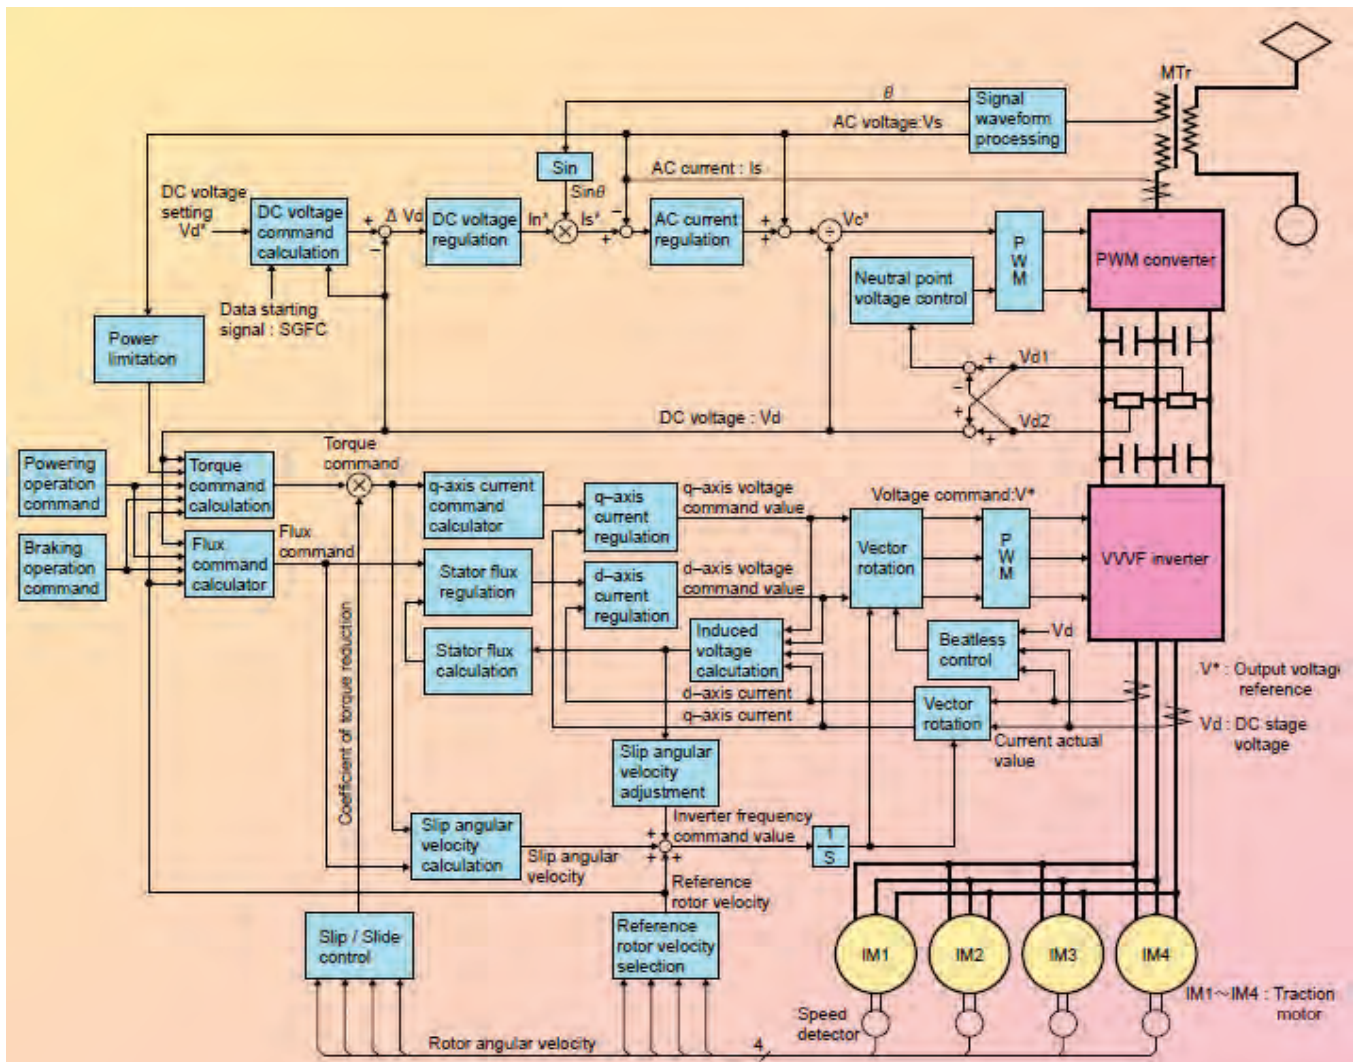 MTr
θ
Signal
waveform
processing
AC voltage:Vs
Sin
AC current : Is
Sinθ
DC voltage
setting
Vd*
DC voltage
command
calculation
+
Δ Vd
−
DC voltage
regulation
In*
Is*
−
+
AC current
regulation
+
+
÷
Vc*
P
W
M
PWM converter
Neutral point
voltage control
Data starting
signal : SGFC
Power
limitation
+
Vd1
−
+
Vd2
+
DC voltage : Vd
Powering
operation
command
Torque
command
calculation
Torque
command
q-axis current
command
calculator
q-axis
current
regulation
q-axis voltage
command value
Voltage command:V*
Vector
rotation
P
W
M
VVVF inverter
Braking
operation
command
Flux
command
calculator
Flux
command
Stator flux
regulation
d-axis
current
regulation
d-axis voltage
command value
Stator flux
calculation
Induced
voltage
calcutation
Beatless
control
Vd
V* : Output voltage
reference
d-axis current
q-axis current
Vector
rotation
Current actual
value
Vd : DC stage
voltage
Coefficient of torque reduction
Slip angular
velocity
adjustment
Slip angular
velocity
calculation
Slip angular
velocity
+
+
+
Inverter frequency
command value
1
S
Reference
rotor velocity
Slip / Slide
control
Reference
rotor velocity
selection
IM1
IM2
IM3
IM4
IM1~IM4 : Traction
motor
Speed
detector
Rotor angular velocity
4